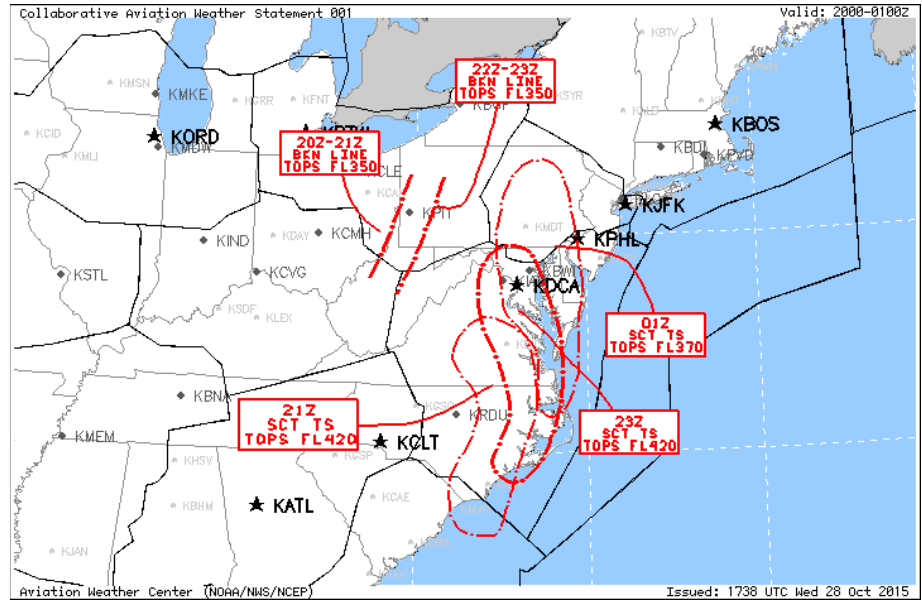 Collaborative Aviation Weather Statement 001
Valid: 2000-0100Z
KBTV
KMSN
KMKE
KGRR
KFNT
22Z-23Z
BKN LINE
TOPS FL350
KSYR
KCID
KORD
KBOS
KMLI
KMDW
20Z-21Z
BKN LINE
TOPS FL350
KBDL
KPVD
KCLE
KPIT
KJFK
KIND
KDAY
KCMH
KMDT
KPHL
KSTL
KCVG
KBWI
KDCA
KSDF
KLEX
01Z
SCT TS
TOPS FL370
KBNA
21Z
SCT TS
TOPS FL420
KRDU
23Z
SCT TS
TOPS FL420
KMEM
KCLT
KHSV
KGSP
KBHM
KATL
KCAE
KJAN
Aviation Weather Center (NOAA/NWS/NCEP)
Issued: 1738 UTC Wed 28 Oct 2015